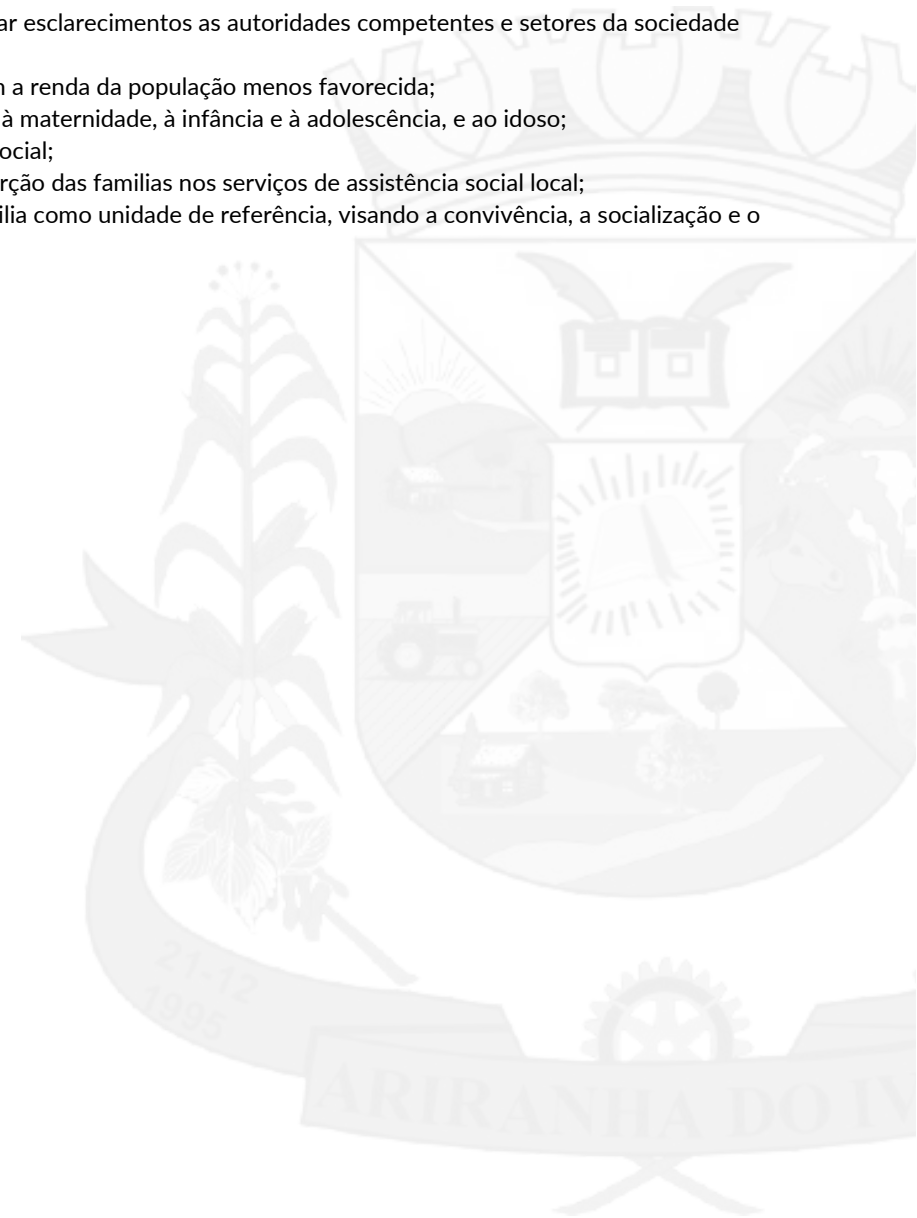 ar esclarecimentos as autoridades competentes e setores da sociedade
a renda da população menos favorecida;
à maternidade, à infância e à adolescência, e ao idoso;
ocial;
rção das familias nos serviços de assistência social local;
ilia como unidade de referência, visando a convivência, a socialização e o
21-12
1995
ARIRANHA DO IV